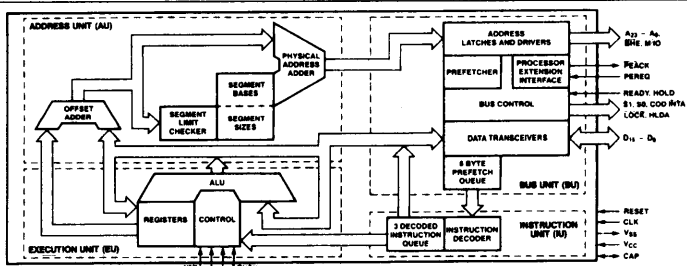 ADDRESS UNIT (AU)
PHYSICAL
ADDRESS
ADDER
OFFSET
ADDER
SEGMENT
BASES
SEGMENT
LIMIT
CHECKER
SEGMENT
SIZES
ALU
REGISTERS
CONTROL
EXECUTION UNIT (EU)
ADDRESS
LATCHES AND DRIVERS
PREFETCHER
PROCESSOR
EXTENSION
INTERFACE
BUS CONTROL
DATA TRANSCEIVERS
6 BYTE
PREFETCH
QUEUE
BUS UNIT (BU)
3 DECODED
INSTRUCTION
QUEUE
INSTRUCTION
DECODER
INSTRUCTION
UNIT (IU)
A23 - A0,
BHE, M/IO
PEACK
PEREQ
READY, HOLD
S1, S0, COD INTA
LOCK, HLDA
D15 - D0
RESET
CLK
VSS
VCC
CAP